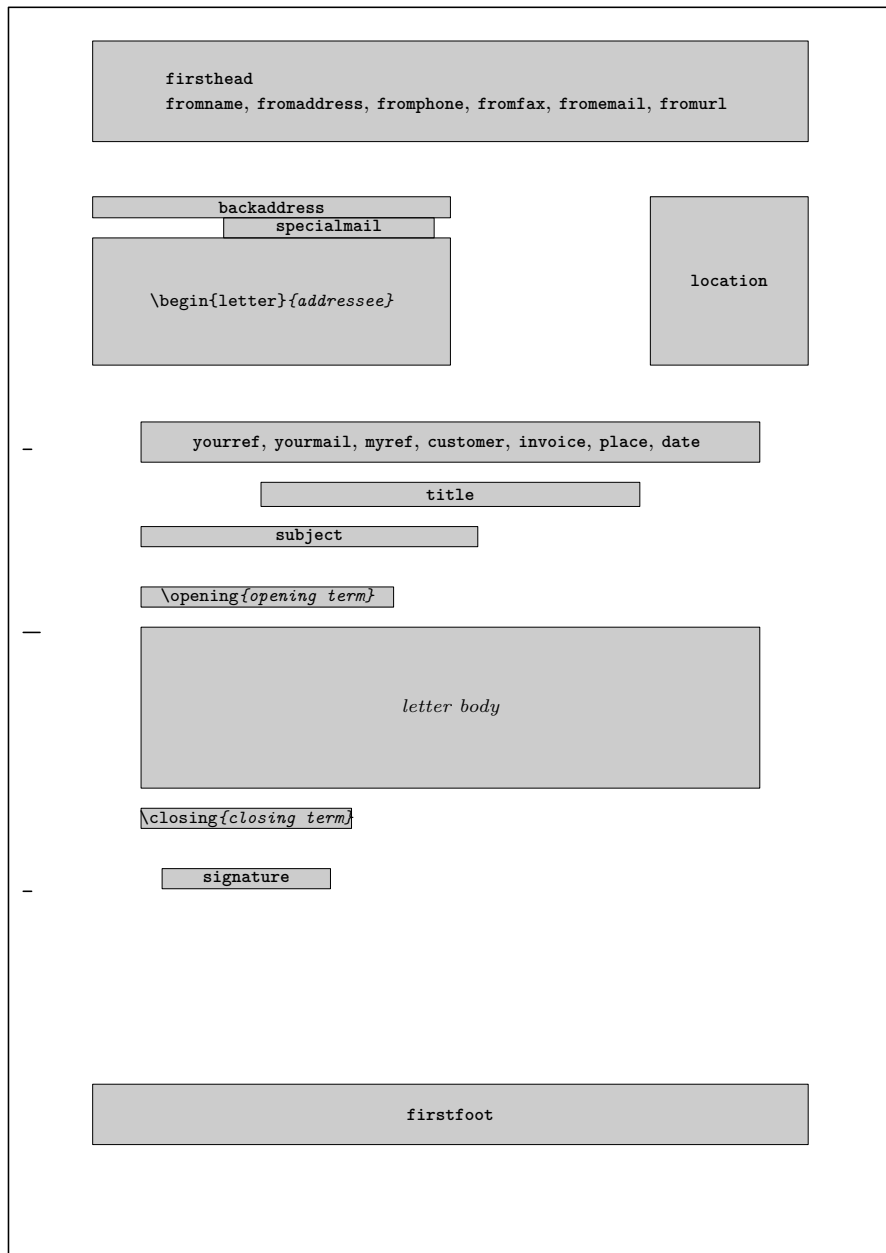 firsthead
fromname, fromaddress, fromphone, fromfax, fromemail, fromurl
backaddress
specialmail
\begin{letter}{addressee}
location
yourref, yourmail, myref, customer, invoice, place, date
title
subject
\opening{opening term}
letter body
\closing{closing term}
signature
firstfoot